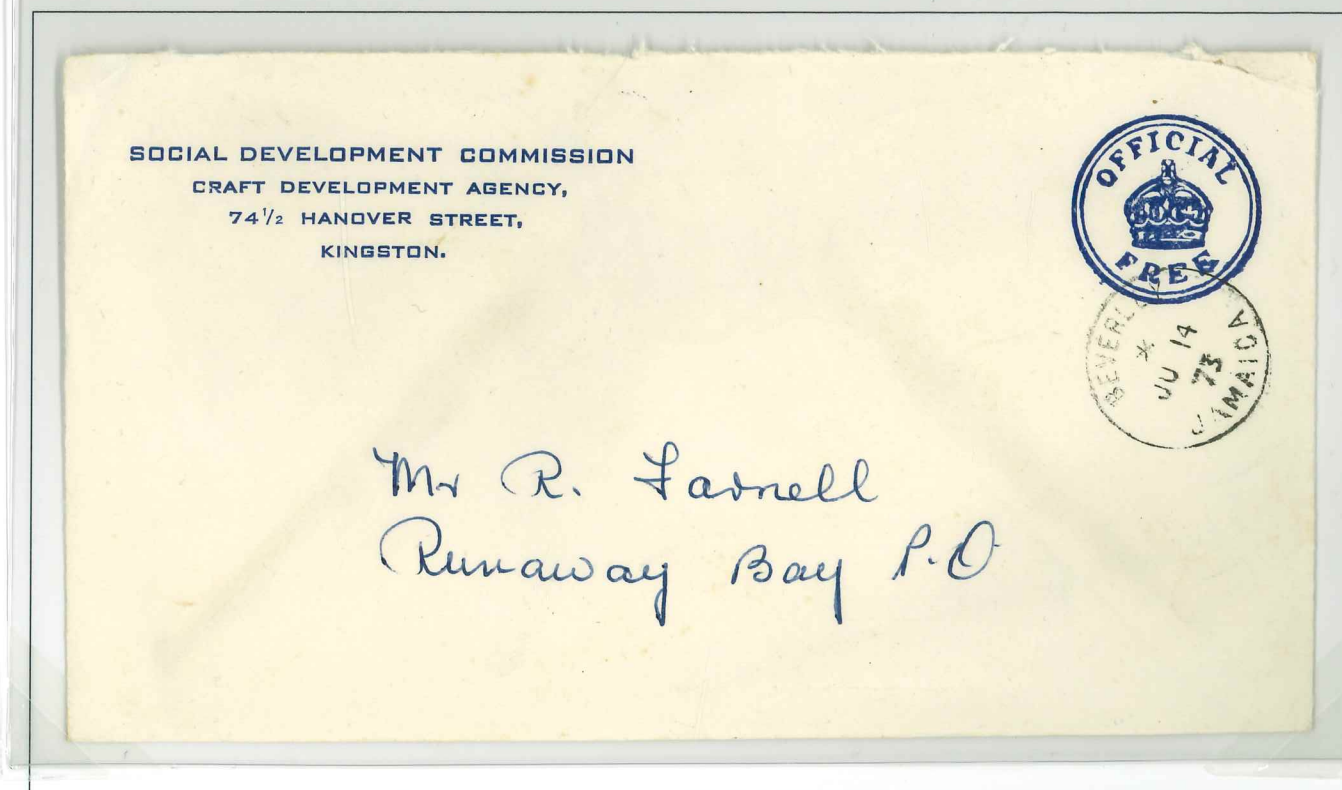 SOCIAL DEVELOPMENT COMMISSION
CRAFT DEVELOPMENT AGENCY,
74½ HANOVER STREET,
KINGSTON.
OFFICIAL
FREE
* JU 14
73
JAMAICA
Mr R. Farnell
Runaway Bay P.O